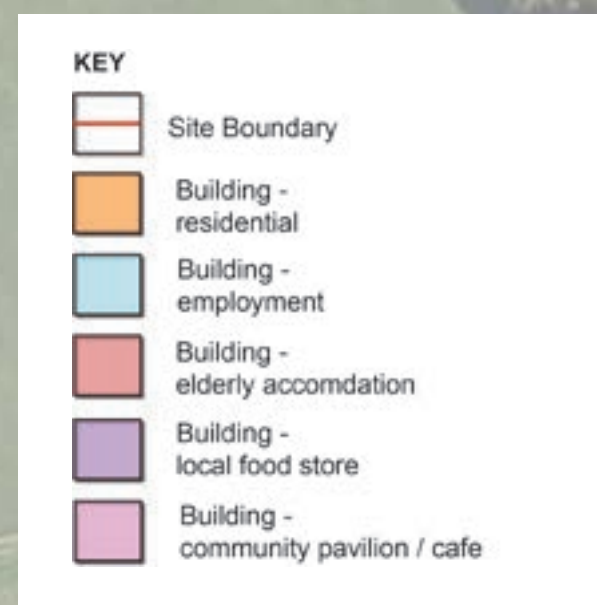 KEY
Site Boundary
Building -
residential
Building -
employment
Building -
elderly accomdation
Building -
local food store
Building -
community pavilion / cafe